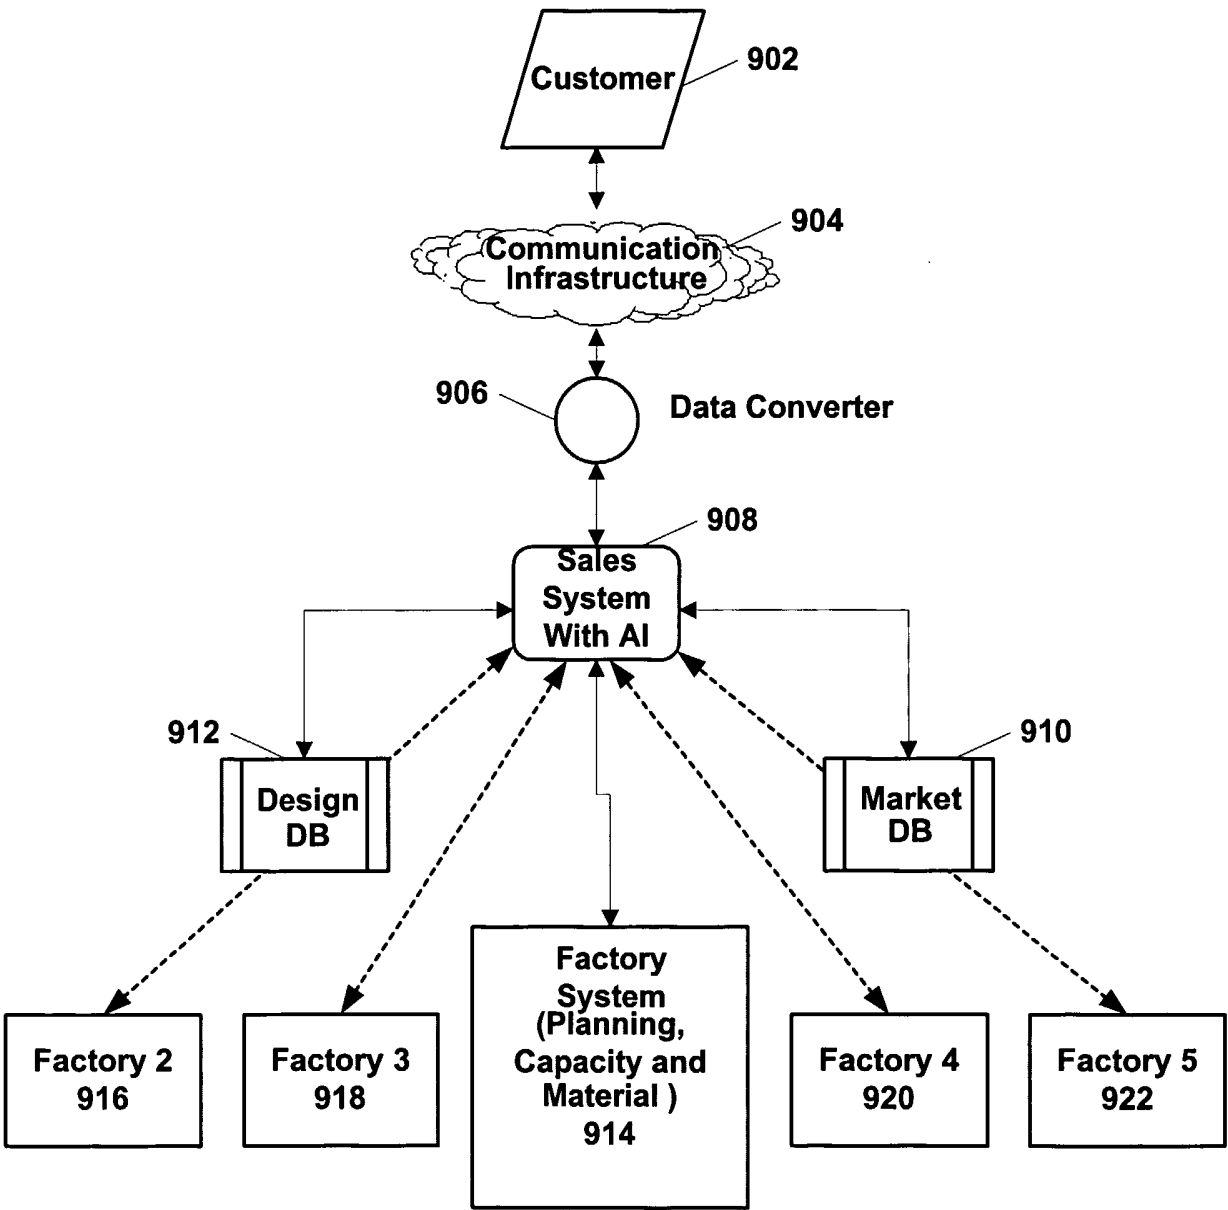 Customer
902
904
Communication
Infrastructure
906
Data Converter
908
Sales
System
With AI
912
910
Design
DB
Market
DB
Factory
System
(Planning,
Capacity and
Material )
914
Factory 2
916
Factory 3
918
Factory 4
920
Factory 5
922